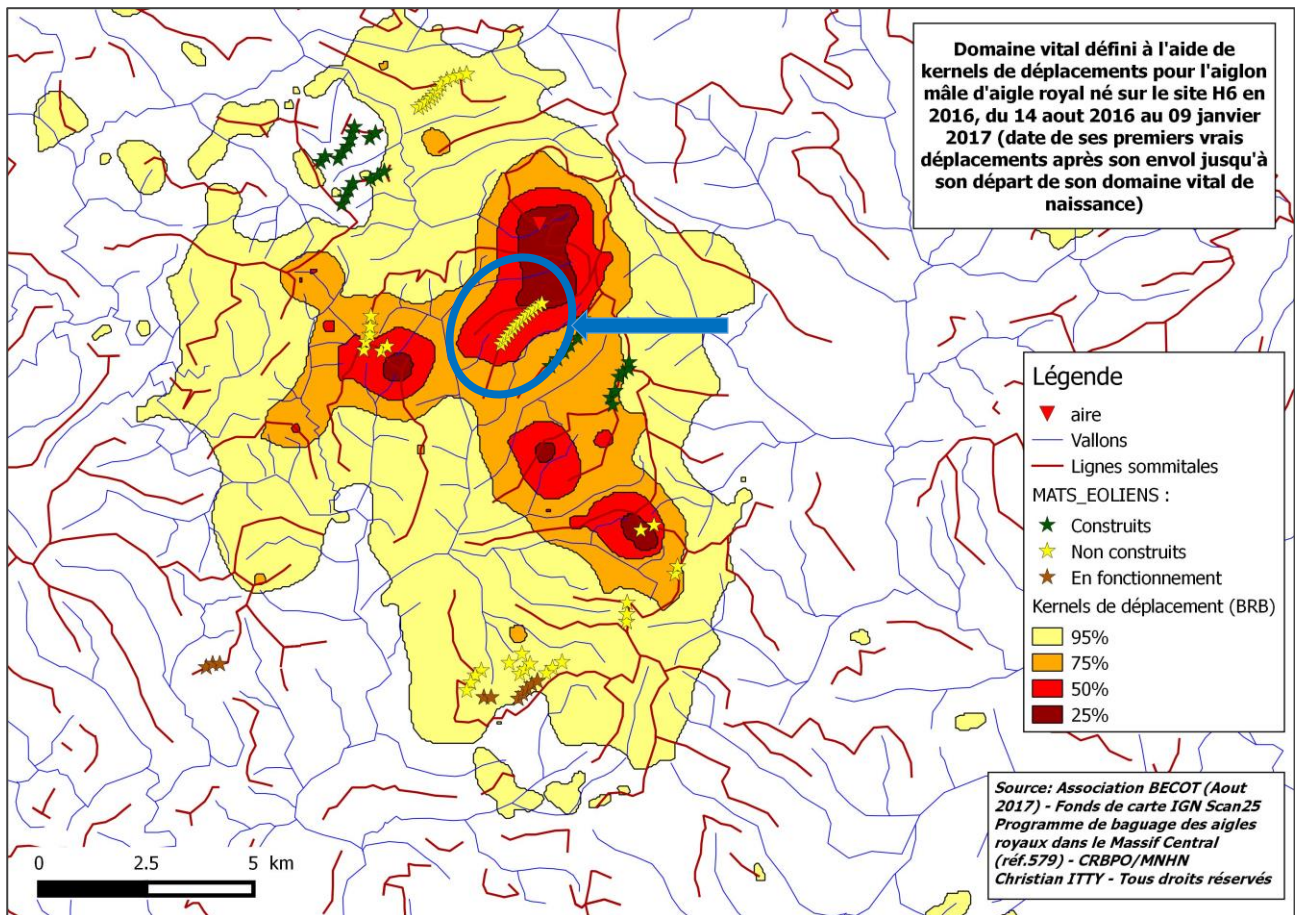 Domaine vital défini à l'aide de
kernels de déplacements pour l'aiglon
mâle d'aigle royal né sur le site H6 en
2016, du 14 aout 2016 au 09 janvier
2017 (date de ses premiers vrais
déplacements après son envol jusqu'à
son départ de son domaine vital de
naissance)
Légende
aire
Vallons
Lignes sommitales
MATS_EOLIENS :
Construits
Non construits
En fonctionnement
Kernels de déplacement (BRB)
95%
75%
50%
25%
Source: Association BECOT (Aout
2017) - Fonds de carte IGN Scan25
Programme de baguage des aigles
royaux dans le Massif Central
(réf.579) - CRBPO/MNHN
Christian ITTY - Tous droits réservés
0 2.5 5 km